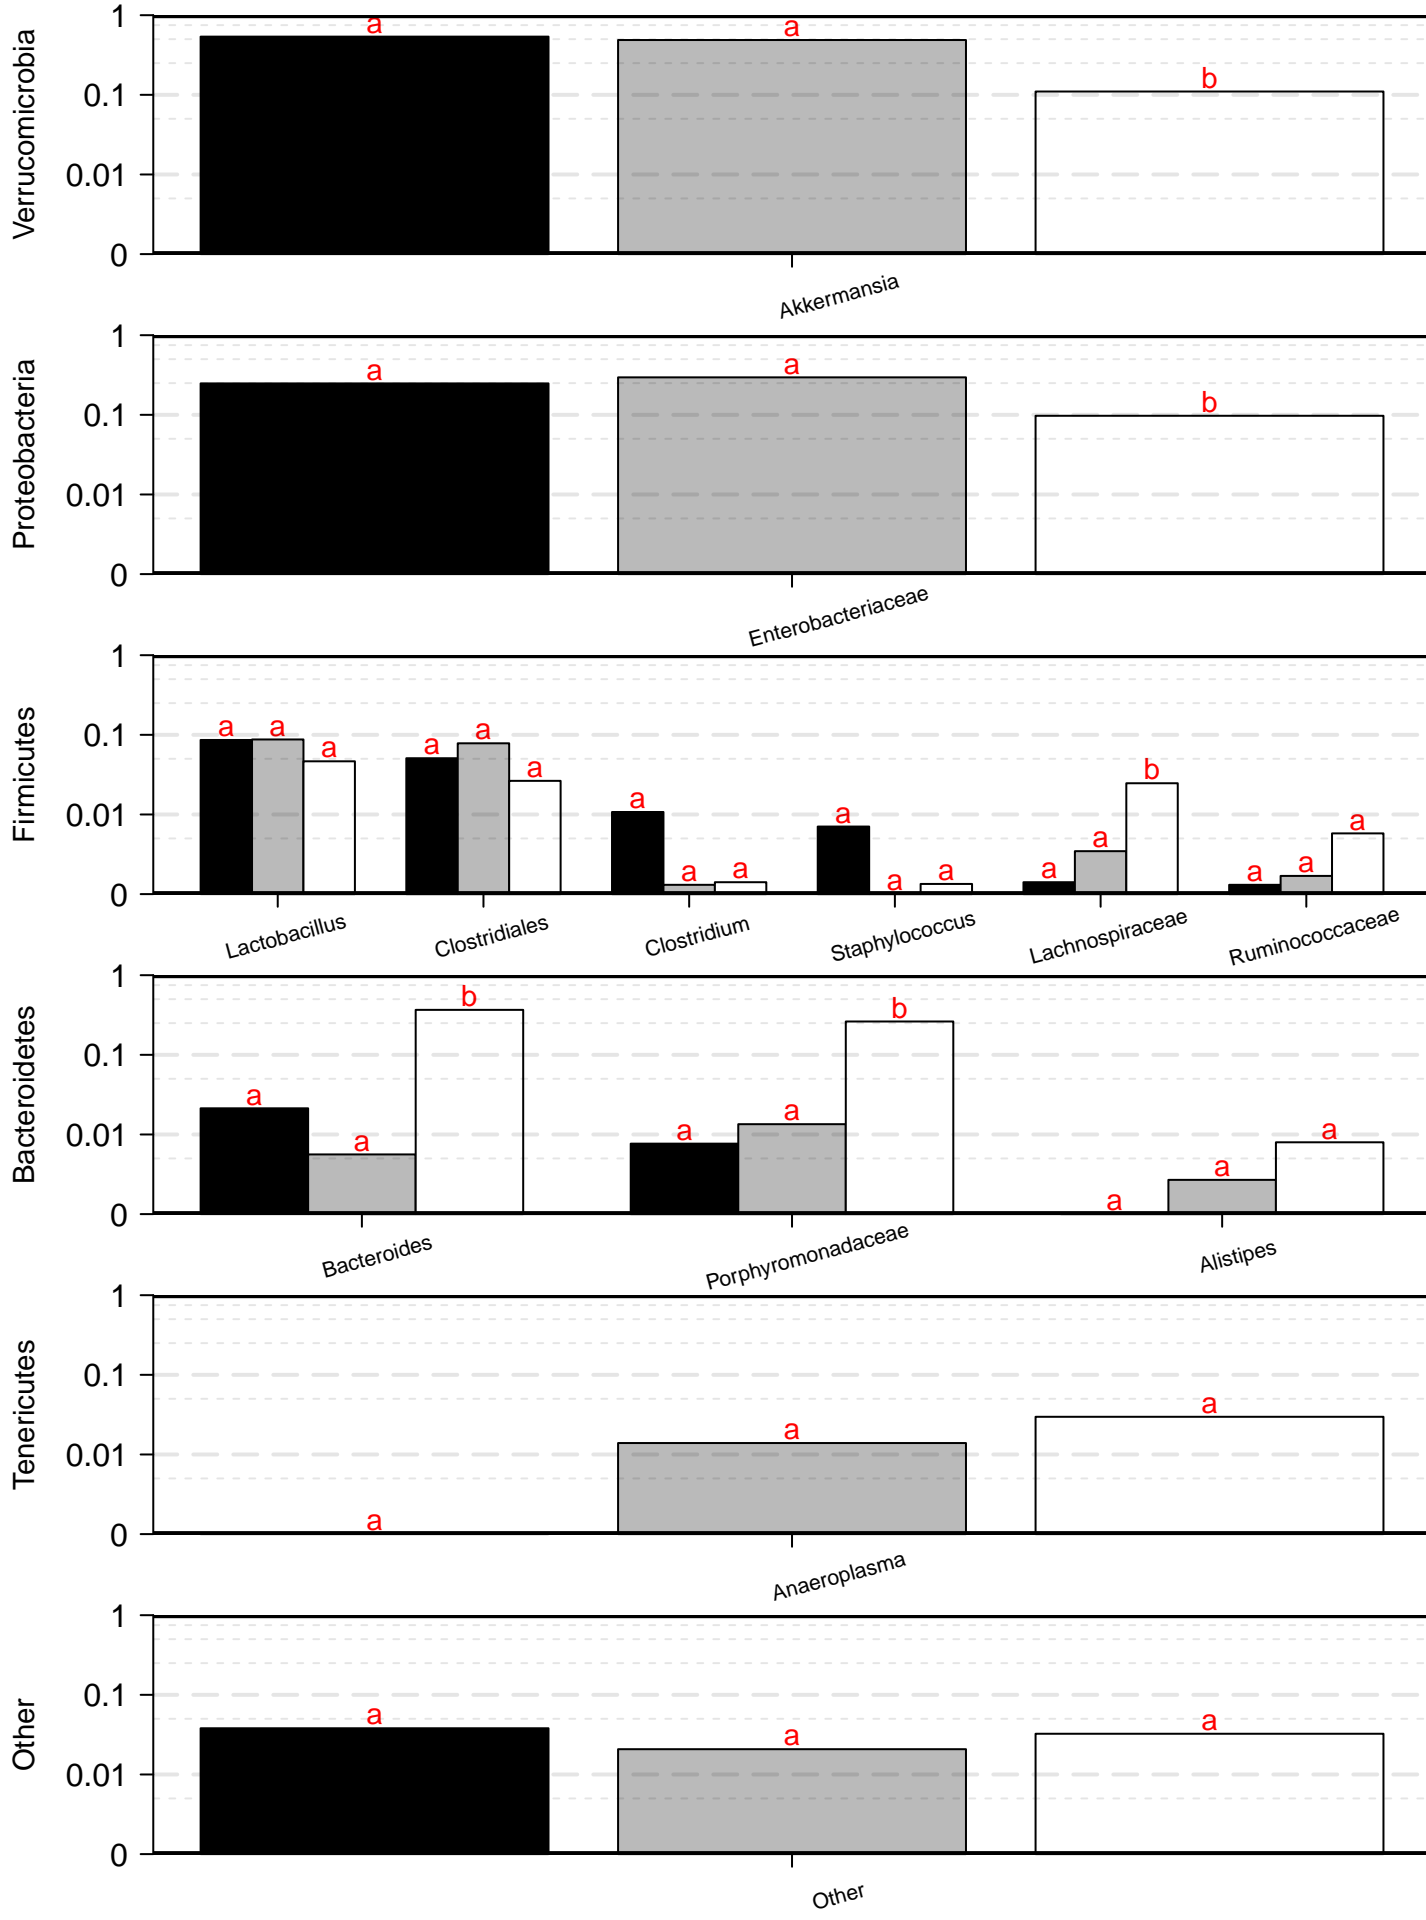 Verrucomicrobia
1
0.1
0.01
0
a a b
Akkermansia
Proteobacteria
1
0.1
0.01
0
a a b
Enterobacteriaceae
Firmicutes
1
0.1
0.01
0
a a a a a a a a a a a a a a b a a a
Lactobacillus Clostridiales Clostridium Staphylococcus Lachnospiraceae Ruminococcaceae
Bacteroidetes
1
0.1
0.01
0
a a b a a b a a a
Bacteroides Porphyromonadaceae Alistipes
Tenericutes
1
0.1
0.01
0
a a a
Anaeroplasma
Other
1
0.1
0.01
0
a a a
Other